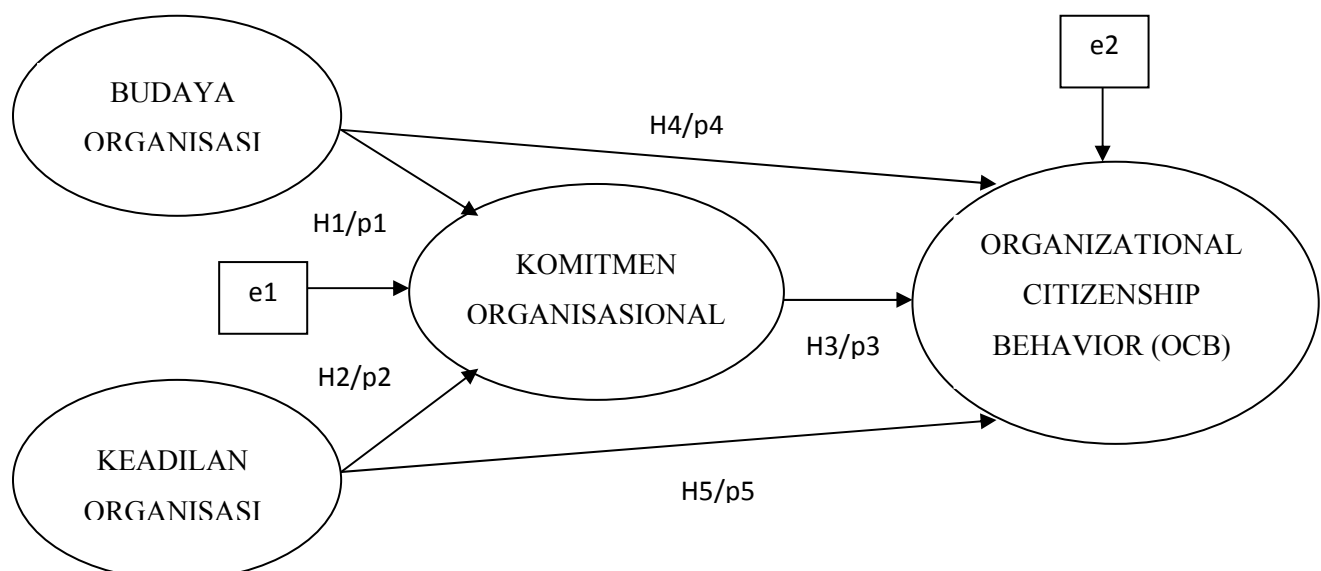 e2
BUDAYA
ORGANISASI
H4/p4
H1/p1
KOMITMEN
ORGANISASIONAL
e1
ORGANIZATIONAL
CITIZENSHIP
BEHAVIOR (OCB)
H3/p3
H2/p2
KEADILAN
ORGANISASI
H5/p5